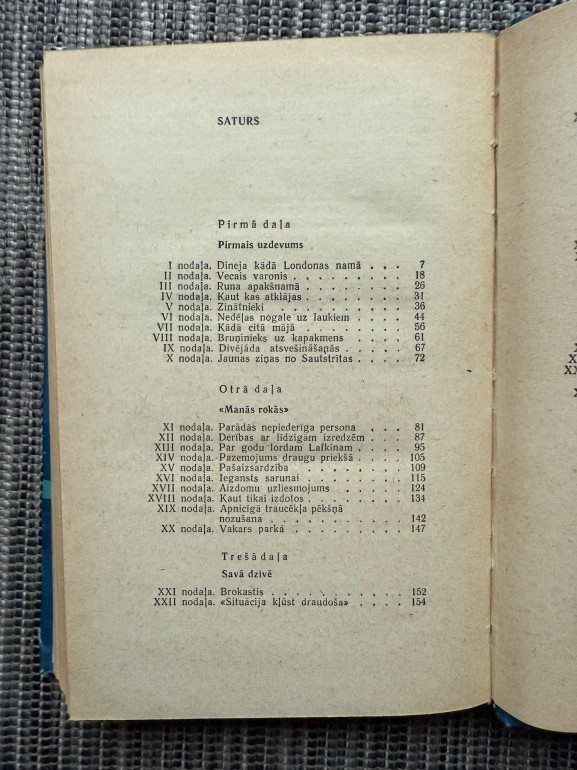 SATURS
Pirmā daļa
Pirmais uzdevums
I nodaļa. Dineja kādā Londonas namā . . . 7
II nodaļa. Vecais varonis . . . . . . . . . 18
III nodaļa. Runa apakšnamā . . . . . . . . 26
IV nodaļa. Kaut kas atklājas . . . . . . . . 31
V nodaļa. Zinātnieki . . . . . . . . . . . 36
VI nodaļa. Nedēļas nogale uz laukiem . . . . 44
VII nodaļa. Kādā citā mājā . . . . . . . . 56
VIII nodaļa. Bruņinieks uz kapakmens . . . . 61
IX nodaļa. Divējāda atsvešināšanās . . . . . 67
X nodaļa. Jaunas ziņas no Sautstrītas . . . 72
Otrā daļa
«Manās rokās»
XI nodaļa. Parādās nepiederīga persona . . . 81
XII nodaļa. Derības ar līdzīgām izredzēm . . . 87
XIII nodaļa. Par godu lordam Lafkinam . . . . 95
XIV nodaļa. Pazemojums draugu priekšā . . . . 105
XV nodaļa. Pašaizsardzība . . . . . . . . 109
XVI nodaļa. Iegansts sarunai . . . . . . . 115
XVII nodaļa. Aizdomu uzliesmojums . . . . . 124
XVIII nodaļa. Kaut tikai izdotos . . . . . . . 134
XIX nodaļa. Apnicīgā traucēkļa pēkšņā
nozušana . . . . . . . . . . 142
XX nodaļa. Vakars parkā . . . . . . . . . 147
Trešā daļa
Savā dzīvē
XXI nodaļa. Brokastis . . . . . . . . . . . 152
XXII nodaļa. «Situācija kļūst draudoša» . . . . 154